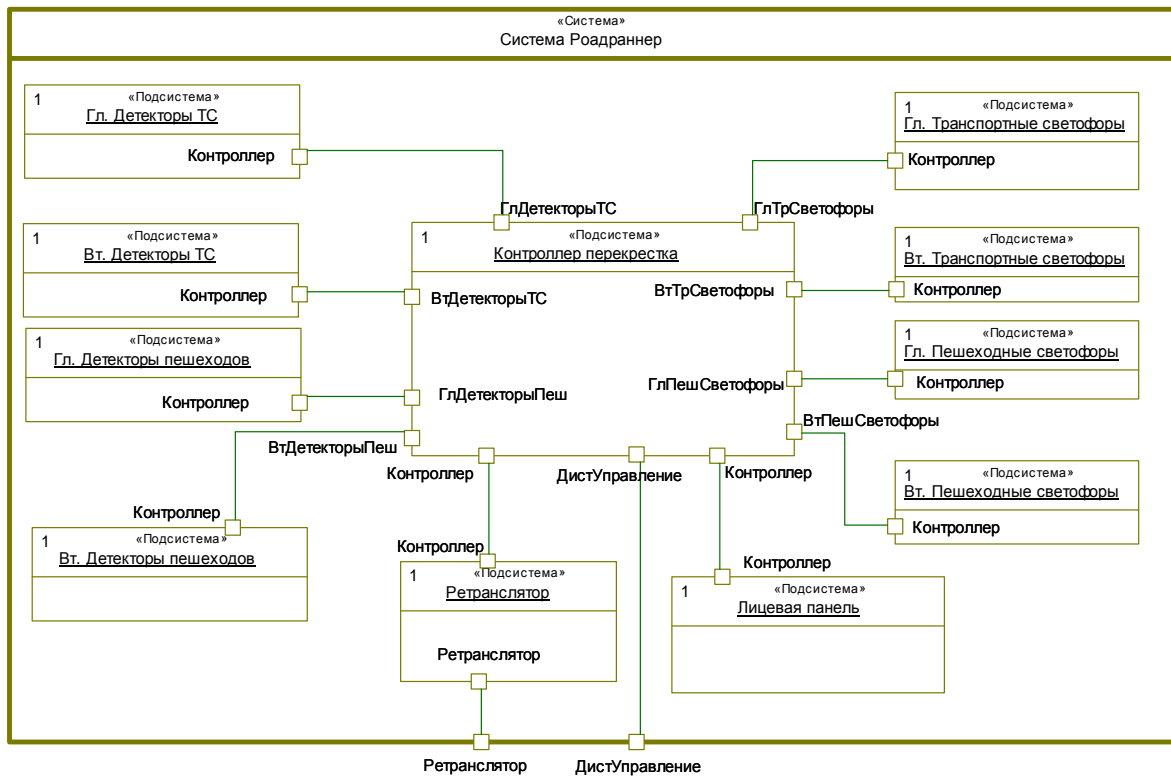 «Система»
Система Роадраннер
1
«Подсистема»
Гл. Детекторы ТС
Контроллер
1
«Подсистема»
Гл. Транспортные светофоры
Контроллер
ГлДетекторыТС
ГлТрСветофоры
1
«Подсистема»
Вт. Детекторы ТС
Контроллер
1
«Подсистема»
Контроллер перекрестка
ВтДетекторыТС
ВтТрСветофоры
1
«Подсистема»
Вт. Транспортные светофоры
Контроллер
1
«Подсистема»
Гл. Детекторы пешеходов
Контроллер
ГлДетекторыПеш
ГлПешСветофоры
1
«Подсистема»
Гл. Пешеходные светофоры
Контроллер
ВтДетекторыПеш
ВтПешСветофоры
Контроллер
ДистУправление
Контроллер
1
«Подсистема»
Вт. Пешеходные светофоры
Контроллер
Контроллер
1
«Подсистема»
Вт. Детекторы пешеходов
Контроллер
1
«Подсистема»
Ретранслятор
Ретранслятор
Контроллер
1
«Подсистема»
Лицевая панель
Ретранслятор
ДистУправление